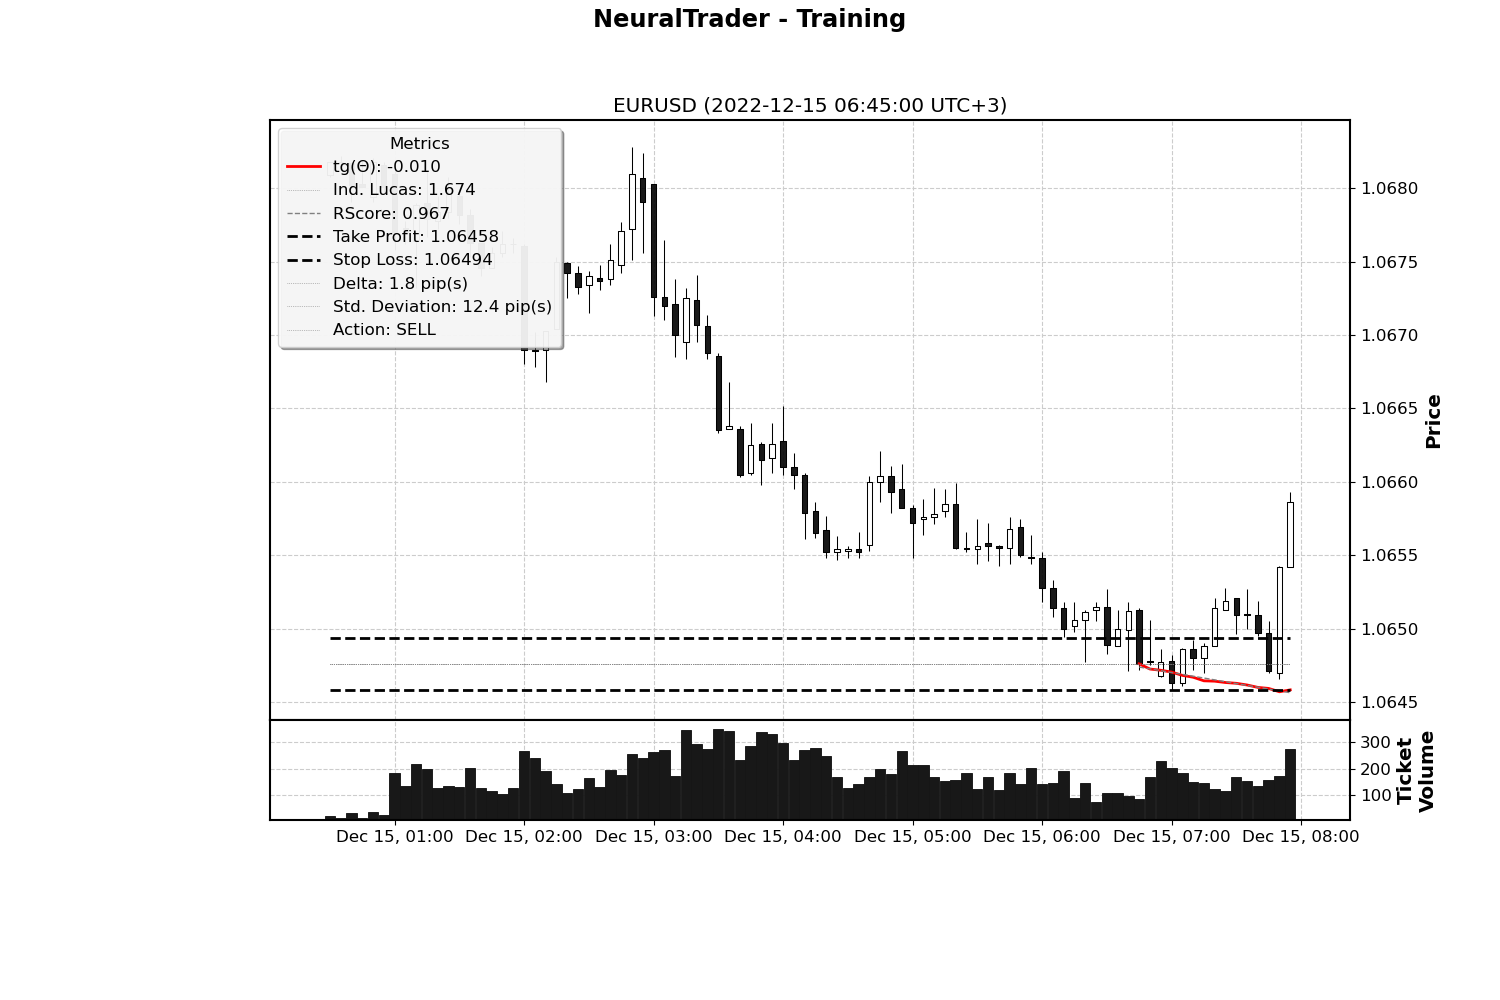 NeuralTrader - Training
EURUSD (2022-12-15 06:45:00 UTC+3)
Metrics
tg(Θ): -0.010
Ind. Lucas: 1.674
RScore: 0.967
Take Profit: 1.06458
Stop Loss: 1.06494
Delta: 1.8 pip(s)
Std. Deviation: 12.4 pip(s)
Action: SELL
1.0680
1.0675
1.0670
1.0665
1.0660
1.0655
1.0650
1.0645
Price
300
200
100
Ticket
Volume
Dec 15, 01:00 Dec 15, 02:00 Dec 15, 03:00 Dec 15, 04:00 Dec 15, 05:00 Dec 15, 06:00 Dec 15, 07:00 Dec 15, 08:00